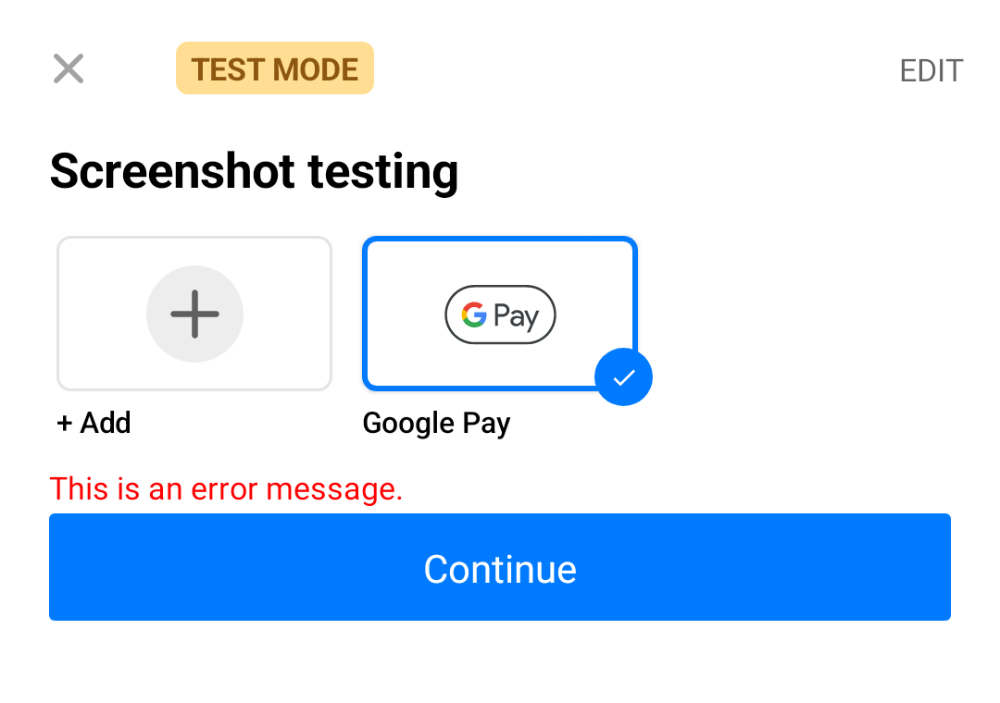 TEST MODE
EDIT
Screenshot testing
G Pay
+ Add
Google Pay
This is an error message.
Continue